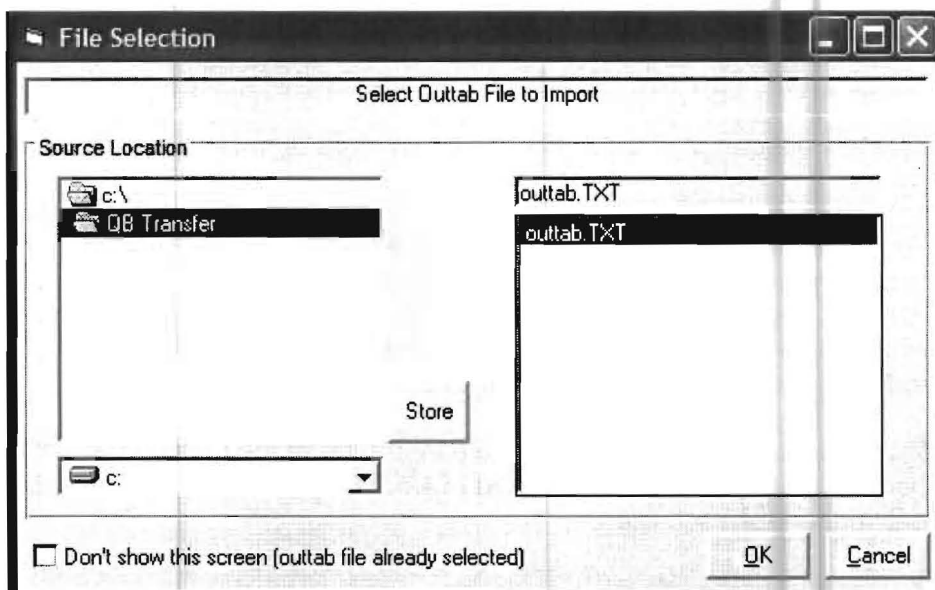 File Selection
Select Outtab File to Import
Source Location
c:\
QB Transfer
outtab.TXT
outtab.TXT
Store
c:
Don't show this screen (outtab file already selected)
OK
Cancel